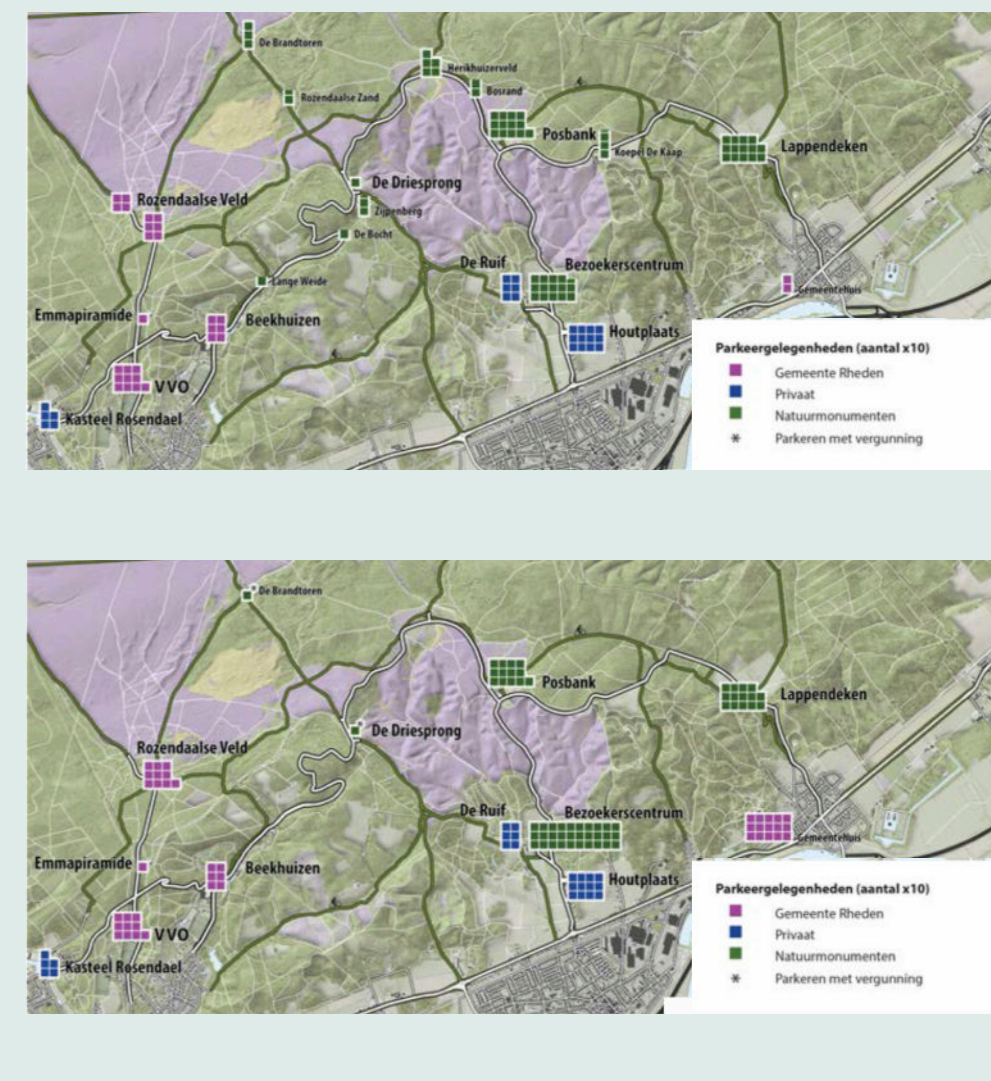 De Brandtoren
Herikhuizerveld
Rozendaalse Zand
Bosrand
Posbank
Koepel De Kaap
Lappendeken
De Driesprong
Rozendaalse Veld
Zijpenberg
De Bocht
De Ruif
Bezoekerscentrum
Lange Weide
Gemeentehuis
Emmapiramide
Beekhuizen
Houtplaats
VVO
Kasteel Rosendael
Parkeergelegenheden (aantal x10)
Gemeente Rheden
Privaat
Natuurmonumenten
* Parkeren met vergunning
De Brandtoren
*
Posbank
Lappendeken
De Driesprong
*
Rozendaalse Veld
De Ruif
Bezoekerscentrum
Gemeentehuis
Emmapiramide
Beekhuizen
Houtplaats
VVO
Kasteel Rosendael
Parkeergelegenheden (aantal x10)
Gemeente Rheden
Privaat
Natuurmonumenten
* Parkeren met vergunning